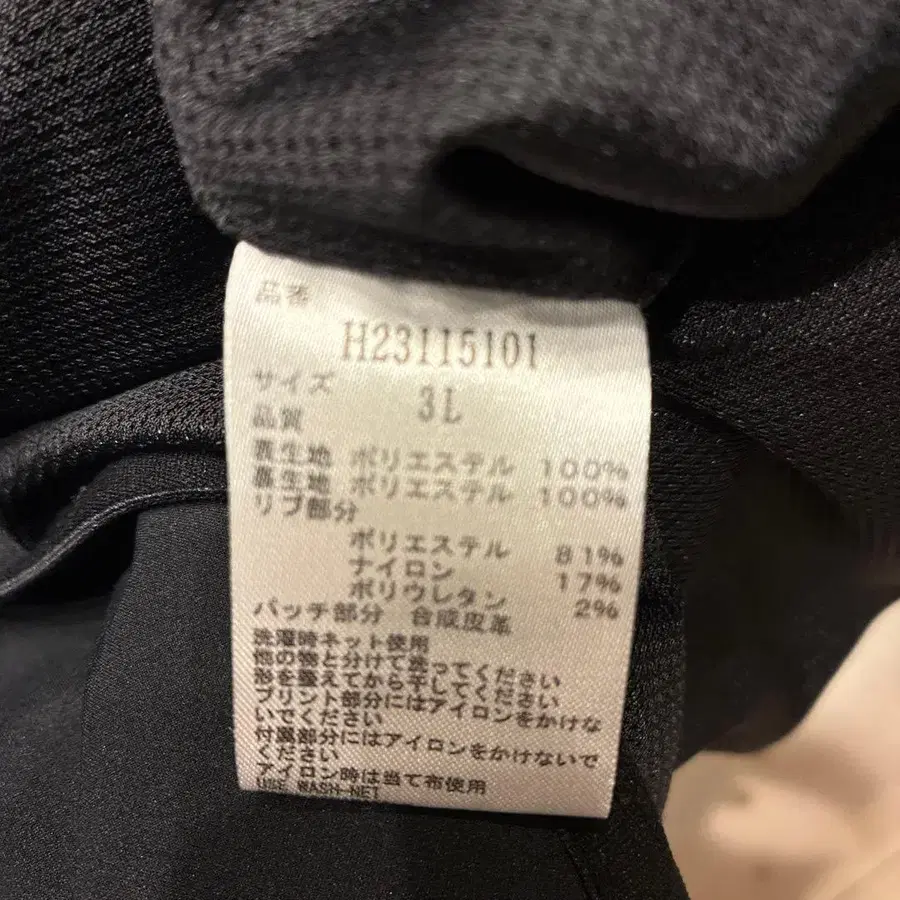 品番
H23115101
サイズ 3L
品質
表生地 ポリエステル 100%
裏生地 ポリエステル 100%
リブ部分
ポリエステル 81%
ナイロン 17%
ポリウレタン 2%
パッチ部分 合成皮革
洗濯時ネット使用
他の物と分けて洗ってください
形を整えてから干してください
プリント部分にはアイロンをかけな
いでください
付属部分にはアイロンをかけないで
ください
アイロン時は当て布使用
USE WASH-NET